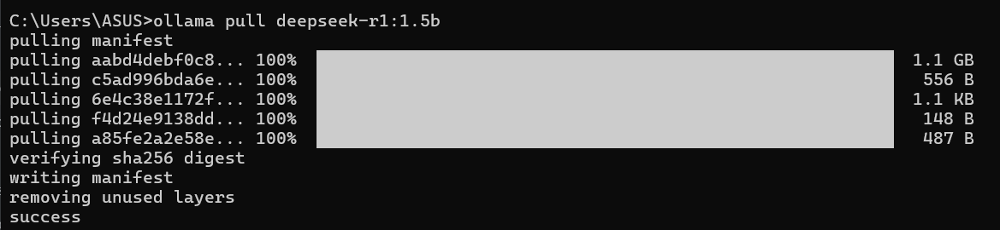 C:\Users\ASUS>ollama pull deepseek-r1:1.5b
pulling manifest
pulling aabd4debf0c8... 100% 1.1 GB
pulling c5ad996bda6e... 100% 556 B
pulling 6e4c38e1172f... 100% 1.1 KB
pulling f4d24e9138dd... 100% 148 B
pulling a85fe2a2e58e... 100% 487 B
verifying sha256 digest
writing manifest
removing unused layers
success